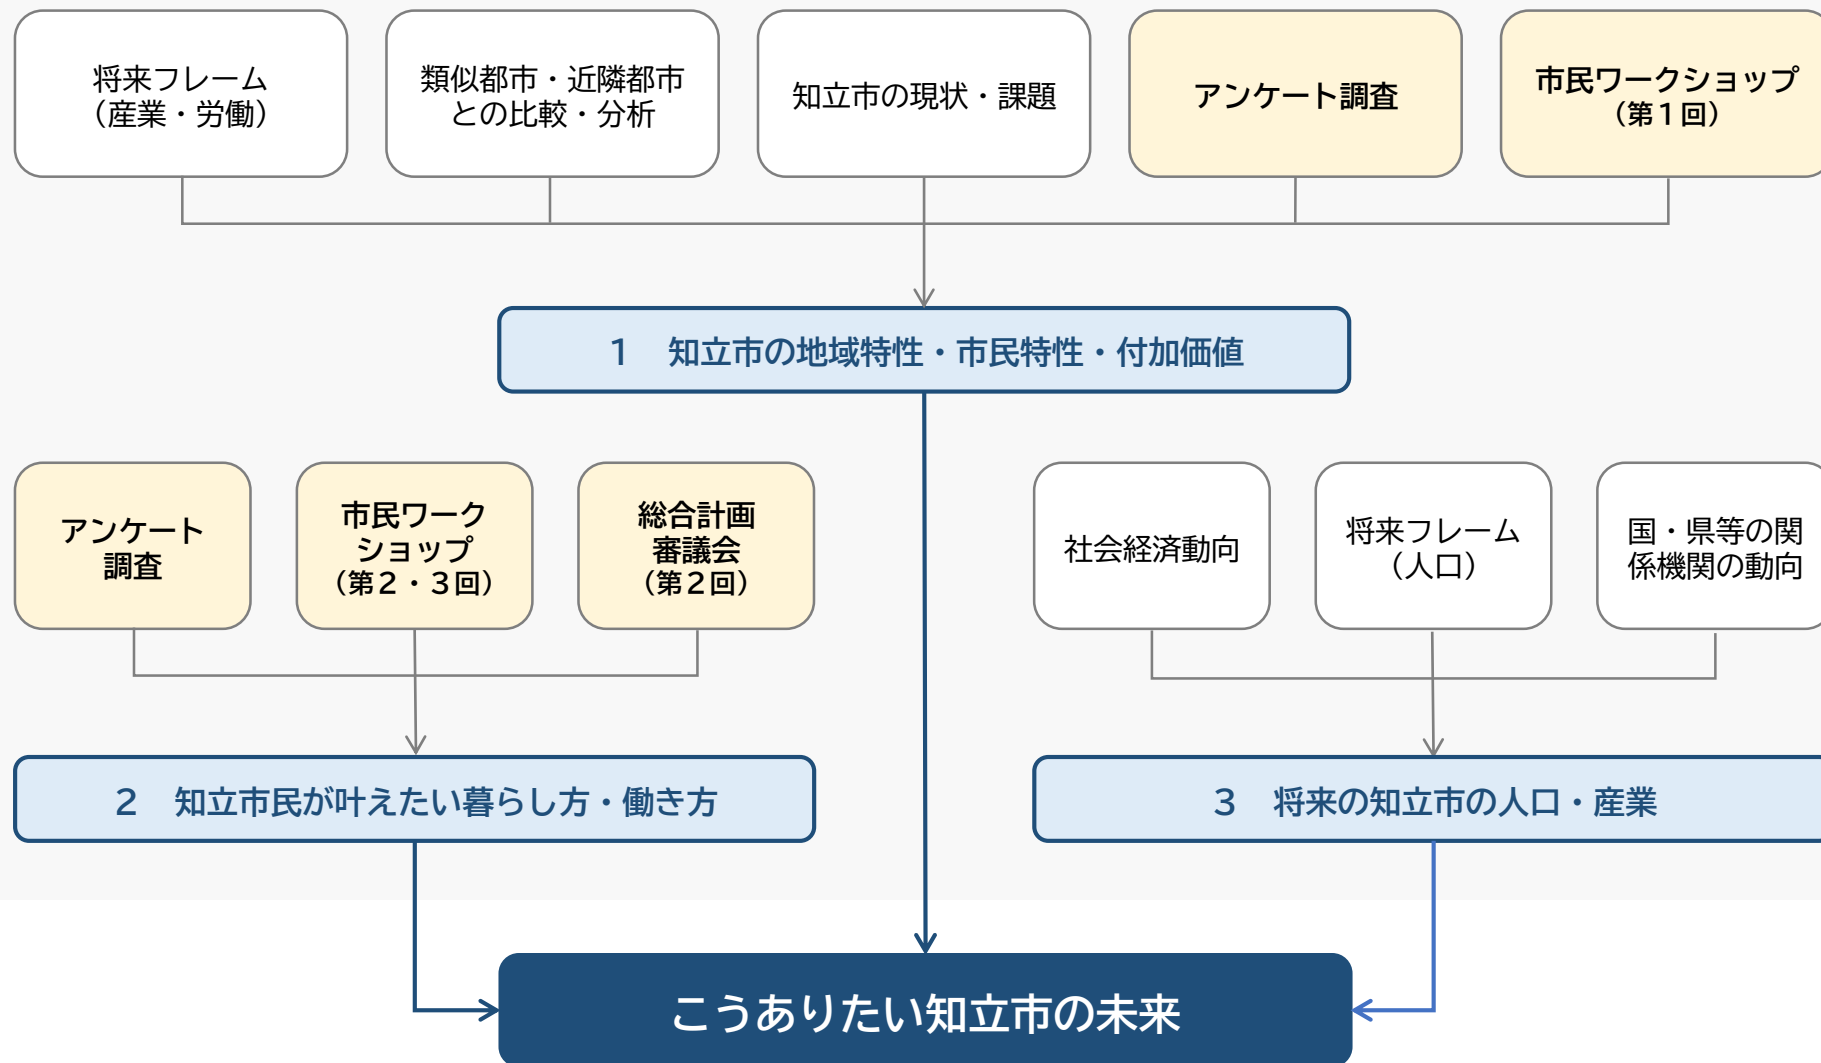 将来フレーム
（産業・労働）
類似都市・近隣都市
との比較・分析
知立市の現状・課題
アンケート調査
市民ワークショップ
（第１回）
１　知立市の地域特性・市民特性・付加価値
アンケート
調査
市民ワーク
ショップ
（第２・３回）
総合計画
審議会
（第２回）
社会経済動向
将来フレーム
（人口）
国・県等の関
係機関の動向
２　知立市民が叶えたい暮らし方・働き方
３　将来の知立市の人口・産業
こうありたい知立市の未来